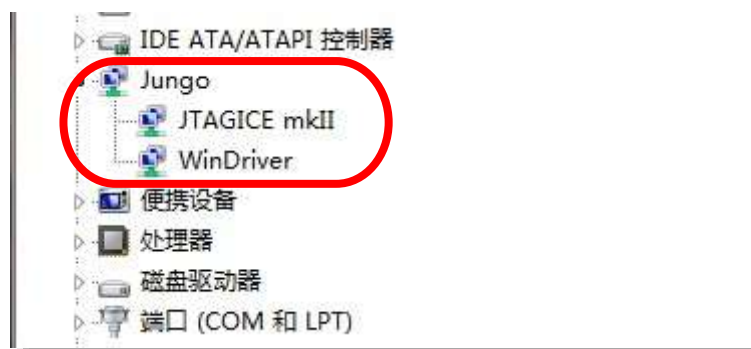 IDE ATA/ATAPI 控制器
Jungo
JTAGICE mkII
WinDriver
便携设备
处理器
磁盘驱动器
端口 (COM 和 LPT)